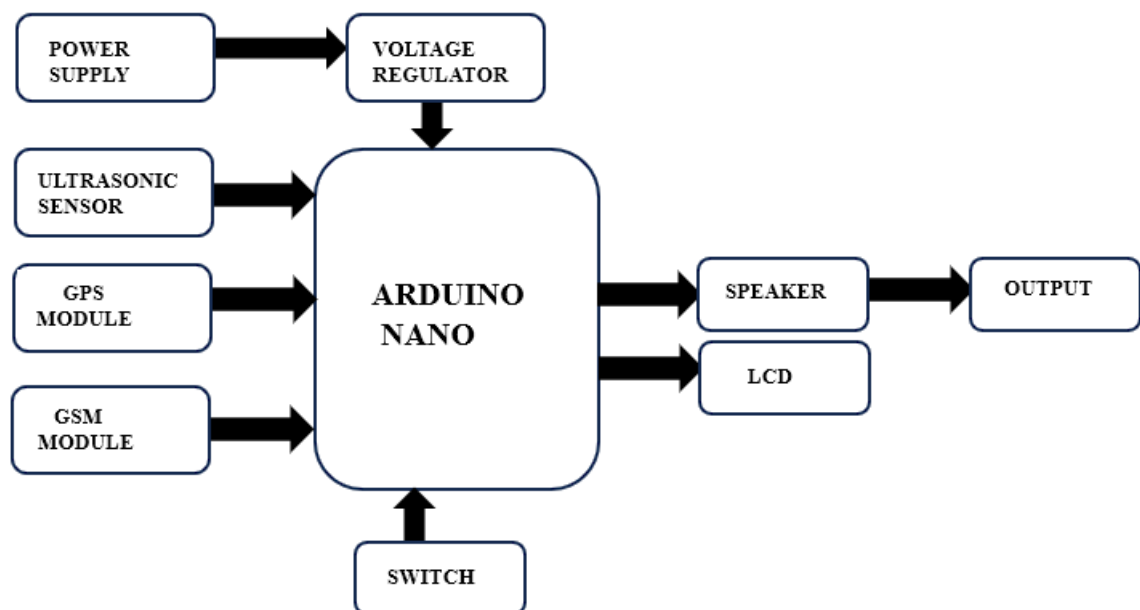 POWER
SUPPLY
VOLTAGE
REGULATOR
ULTRASONIC
SENSOR
GPS
MODULE
GSM
MODULE
ARDUINO
NANO
SPEAKER
OUTPUT
LCD
SWITCH